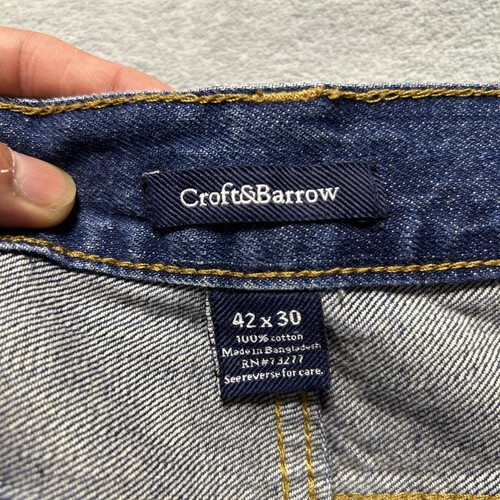 Croft&Barrow
42 x 30
100% cotton
Made in Bangladesh
RN#73277
See reverse for care.